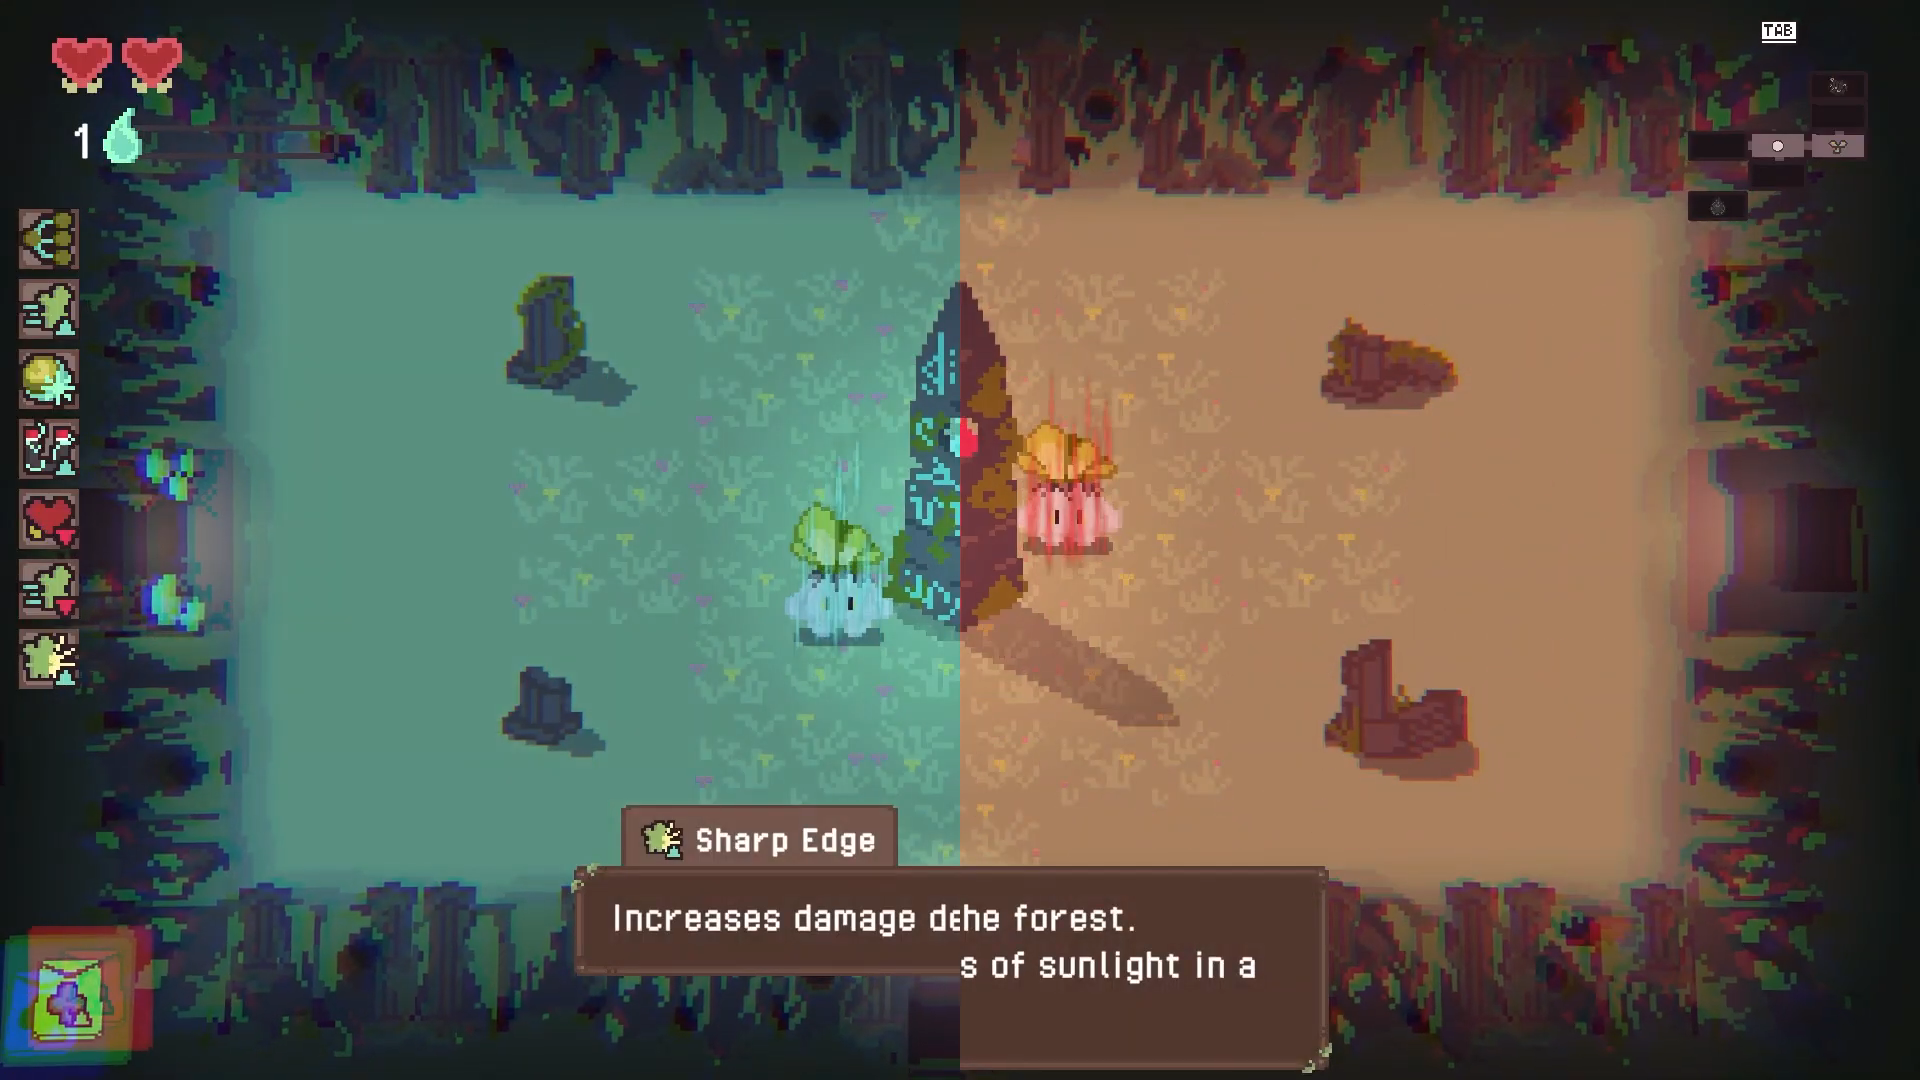 TAB
1
Sharp Edge
Increases damage dehe forest.
s of sunlight in a